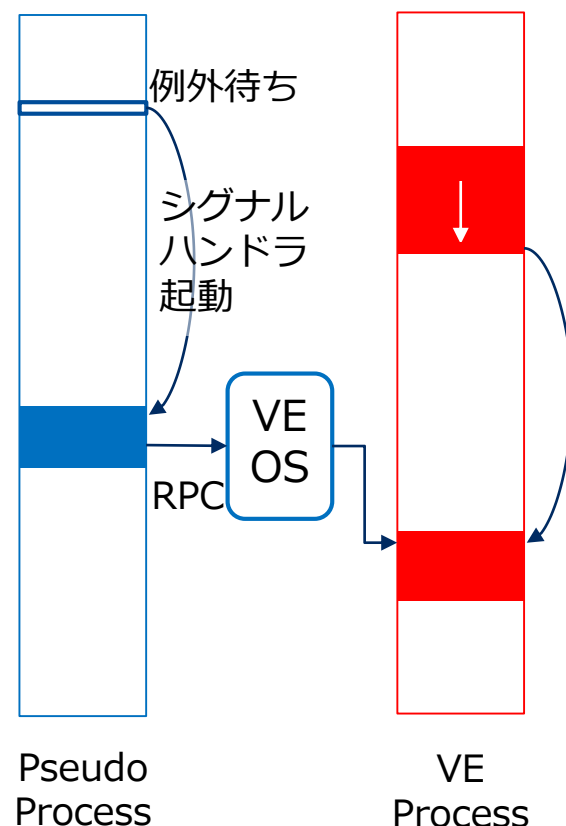 例外待ち
シグナル
ハンドラ
起動
VE
OS
RPC
Pseudo
Process
VE
Process